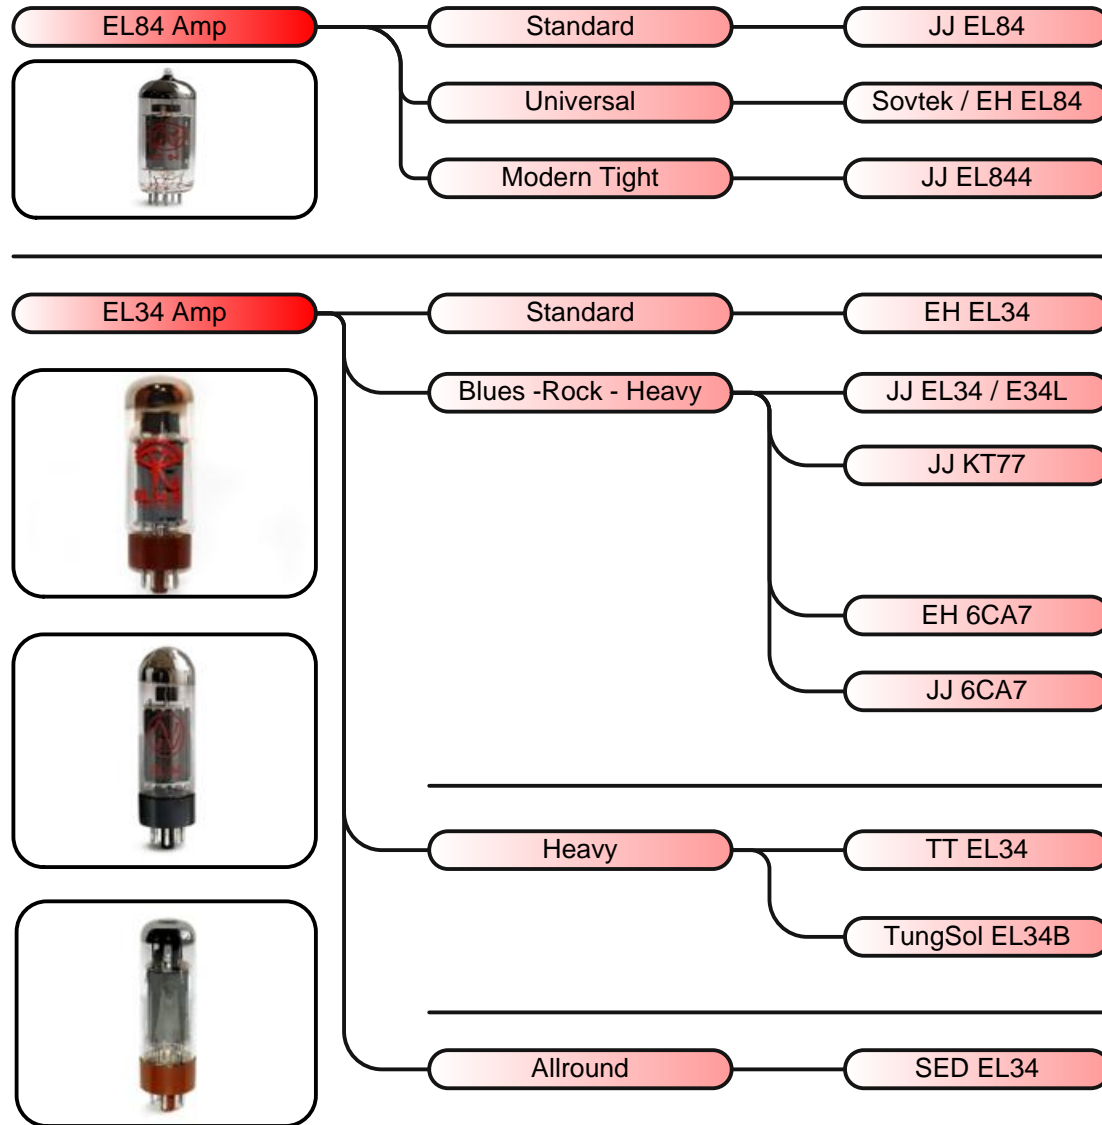 EL84 Amp
Standard
JJ EL84
Universal
Sovtek / EH EL84
Modern Tight
JJ EL844
EL34 Amp
Standard
EH EL34
Blues -Rock - Heavy
JJ EL34 / E34L
JJ KT77
EH 6CA7
JJ 6CA7
Heavy
TT EL34
TungSol EL34B
Allround
SED EL34